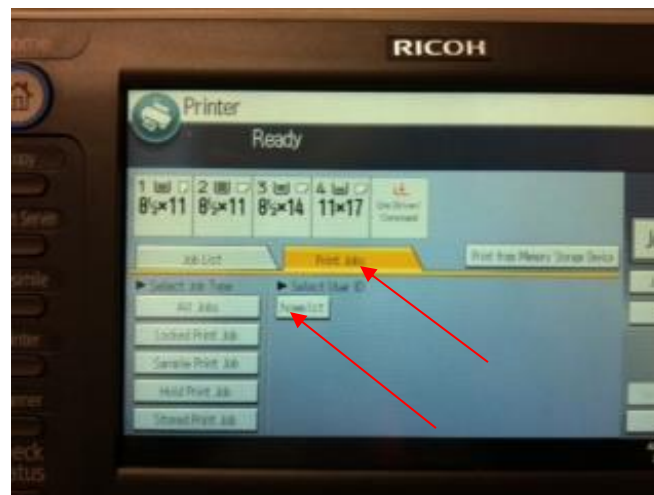 RICOH
Home
Printer
Ready
1 2 3 4
8½×11 8½×11 8½×14 11×17
Job List Print Jobs Print from Memory Storage Device
Select Job Type Select User ID
All Jobs
Locked Print Job
Sample Print Job
Hold Print Job
Stored Print Job